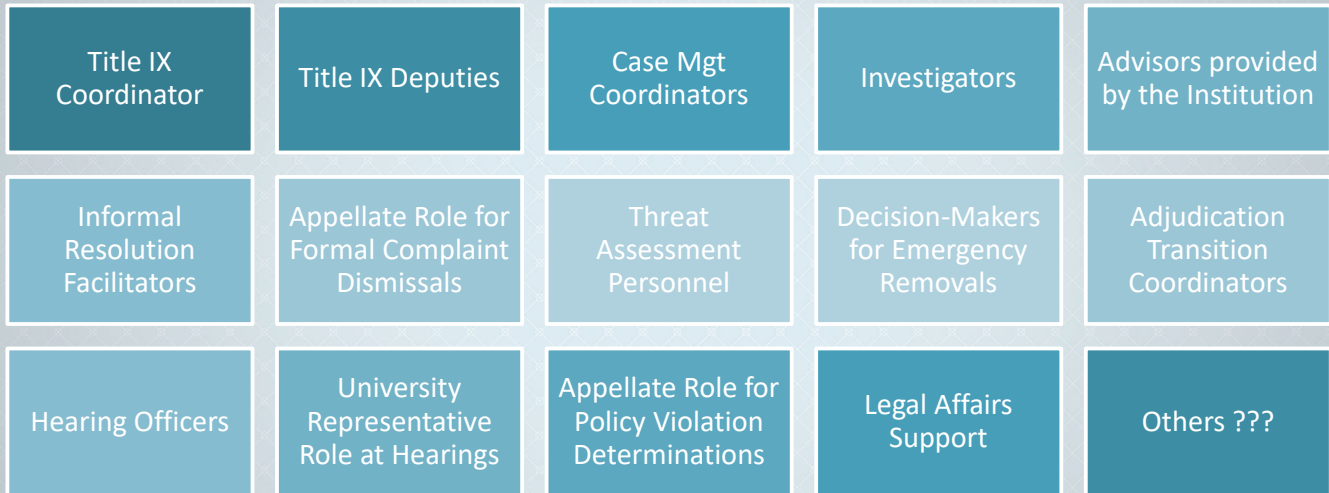 Title IX
Coordinator
Title IX Deputies
Case Mgt
Coordinators
Investigators
Advisors provided
by the Institution
Informal
Resolution
Facilitators
Appellate Role for
Formal Complaint
Dismissals
Threat
Assessment
Personnel
Decision-Makers
for Emergency
Removals
Adjudication
Transition
Coordinators
Hearing Officers
University
Representative
Role at Hearings
Appellate Role for
Policy Violation
Determinations
Legal Affairs
Support
Others ???